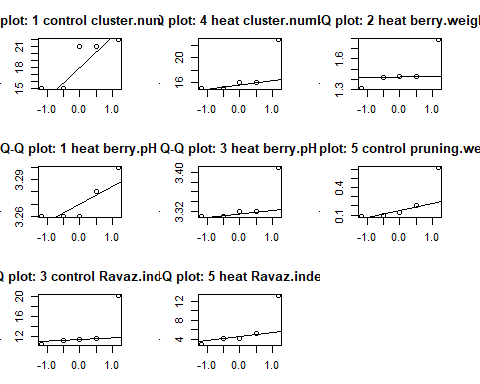 plot: 1 control cluster.num
Q plot: 4 heat cluster.num
Q plot: 2 heat berry.weig
15 21
16
1.3 1.6
-1.0 0.0 1.0
-1.0 0.0 1.0
-1.0 0.0 1.0
Q-Q plot: 1 heat berry.pH
Q-Q plot: 3 heat berry.pH
plot: 5 control pruning.we
3.26 3.29
3.32 3.40
0.1 0.4
-1.0 0.0 1.0
-1.0 0.0 1.0
-1.0 0.0 1.0
Q plot: 3 control Ravaz.ind
Q plot: 5 heat Ravaz.inde
12 16 20
4 8 12
-1.0 0.0 1.0
-1.0 0.0 1.0